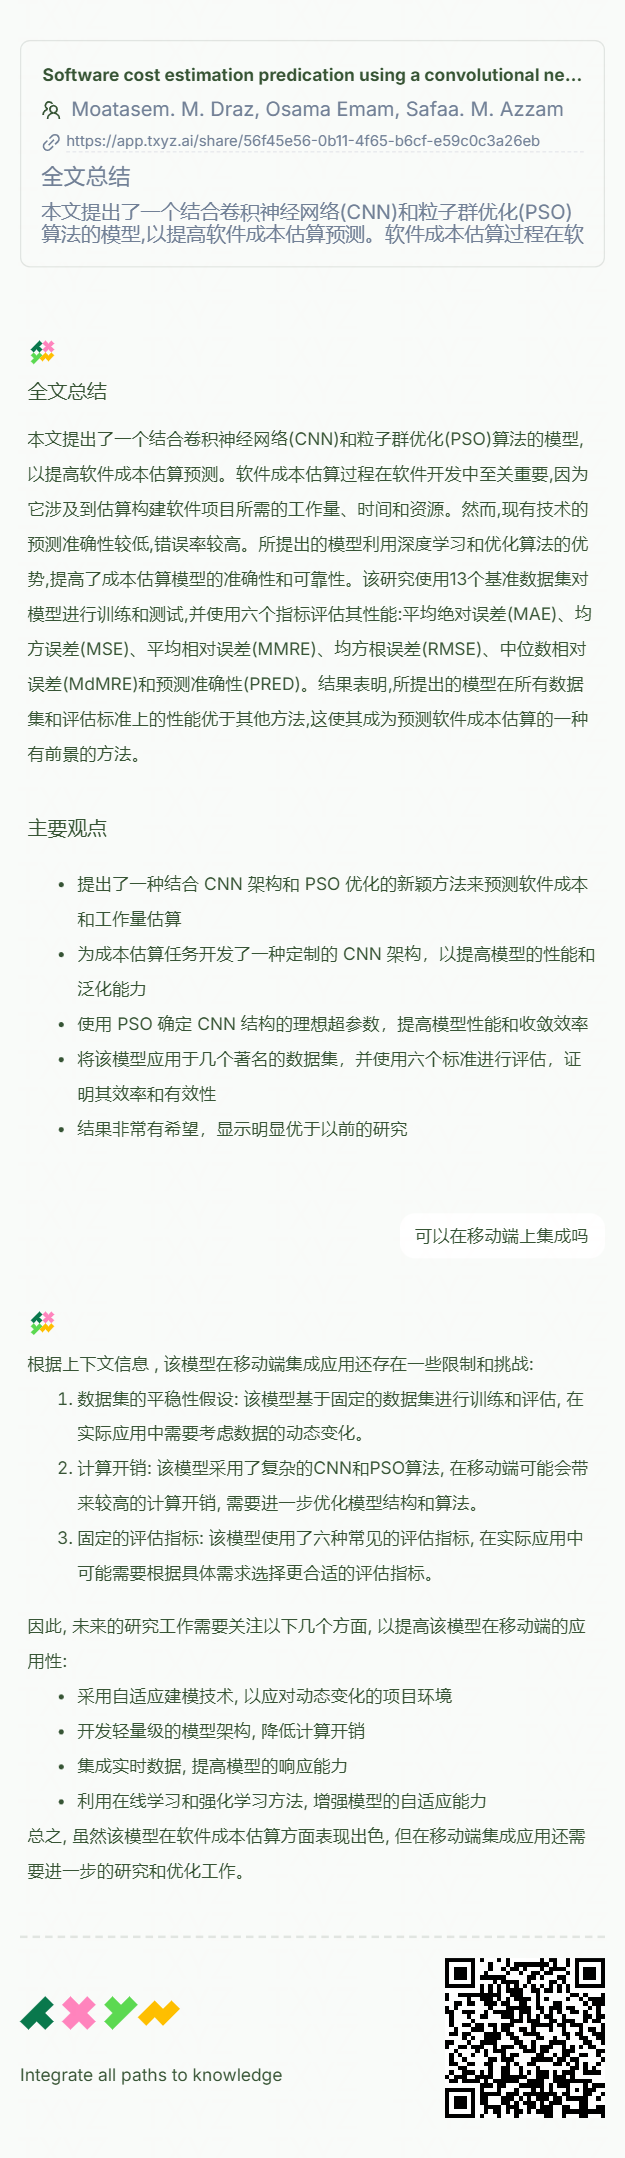 Software cost estimation predication using a convolutional ne...
Moatasem. M. Draz, Osama Emam, Safaa. M. Azzam
https://app.txyz.ai/share/56f45e56-0b11-4f65-b6cf-e59c0c3a26eb
全文总结
本文提出了一个结合卷积神经网络(CNN)和粒子群优化(PSO)
算法的模型,以提高软件成本估算预测。软件成本估算过程在软
全文总结
本文提出了一个结合卷积神经网络(CNN)和粒子群优化(PSO)算法的模型,
以提高软件成本估算预测。软件成本估算过程在软件开发中至关重要,因为
它涉及到估算构建软件项目所需的工作量、时间和资源。然而,现有技术的
预测准确性较低,错误率较高。所提出的模型利用深度学习和优化算法的优
势,提高了成本估算模型的准确性和可靠性。该研究使用13个基准数据集对
模型进行训练和测试,并使用六个指标评估其性能:平均绝对误差(MAE)、均
方误差(MSE)、平均相对误差(MMRE)、均方根误差(RMSE)、中位数相对
误差(MdMRE)和预测准确性(PRED)。结果表明,所提出的模型在所有数据
集和评估标准上的性能优于其他方法,这使其成为预测软件成本估算的一种
有前景的方法。
主要观点
• 提出了一种结合 CNN 架构和 PSO 优化的新颖方法来预测软件成本
和工作量估算
• 为成本估算任务开发了一种定制的 CNN 架构，以提高模型的性能和
泛化能力
• 使用 PSO 确定 CNN 结构的理想超参数，提高模型性能和收敛效率
• 将该模型应用于几个著名的数据集，并使用六个标准进行评估，证
明其效率和有效性
• 结果非常有希望，显示明显优于以前的研究
可以在移动端上集成吗
根据上下文信息 , 该模型在移动端集成应用还存在一些限制和挑战:
1. 数据集的平稳性假设: 该模型基于固定的数据集进行训练和评估, 在
实际应用中需要考虑数据的动态变化。
2. 计算开销: 该模型采用了复杂的CNN和PSO算法, 在移动端可能会带
来较高的计算开销, 需要进一步优化模型结构和算法。
3. 固定的评估指标: 该模型使用了六种常见的评估指标, 在实际应用中
可能需要根据具体需求选择更合适的评估指标。
因此, 未来的研究工作需要关注以下几个方面, 以提高该模型在移动端的应
用性:
• 采用自适应建模技术, 以应对动态变化的项目环境
• 开发轻量级的模型架构, 降低计算开销
• 集成实时数据, 提高模型的响应能力
• 利用在线学习和强化学习方法, 增强模型的自适应能力
总之, 虽然该模型在软件成本估算方面表现出色, 但在移动端集成应用还需
要进一步的研究和优化工作。
Integrate all paths to knowledge